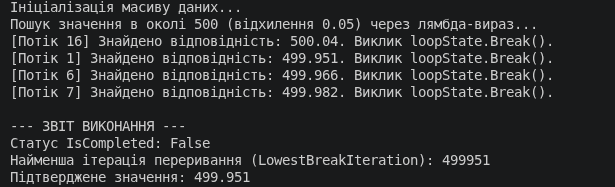 Ініціалізація масиву даних...
Пошук значення в околі 500 (відхилення 0.05) через лямбда-вираз...
[Потік 16] Знайдено відповідність: 500.04. Виклик loopState.Break().
[Потік 1] Знайдено відповідність: 499.951. Виклик loopState.Break().
[Потік 6] Знайдено відповідність: 499.966. Виклик loopState.Break().
[Потік 7] Знайдено відповідність: 499.982. Виклик loopState.Break().
--- ЗВІТ ВИКОНАННЯ ---
Статус IsCompleted: False
Найменша ітерація переривання (LowestBreakIteration): 499951
Підтверджене значення: 499.951